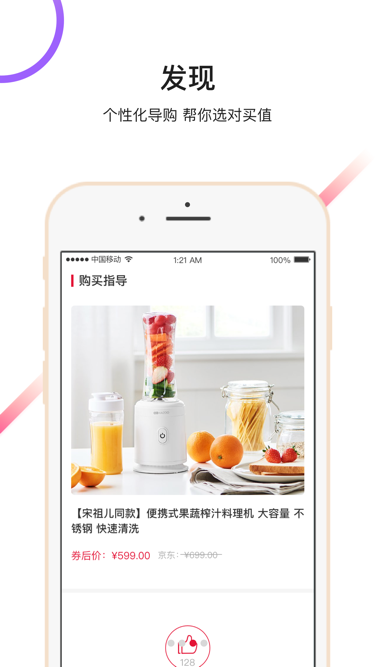 发现
个性化导购 帮你选对买值
中国移动
1:21 AM
100%
购买指导
【宋祖儿同款】便携式果蔬榨汁料理机 大容量 不
锈钢 快速清洗
券后价：¥599.00 京东：¥699.00
128